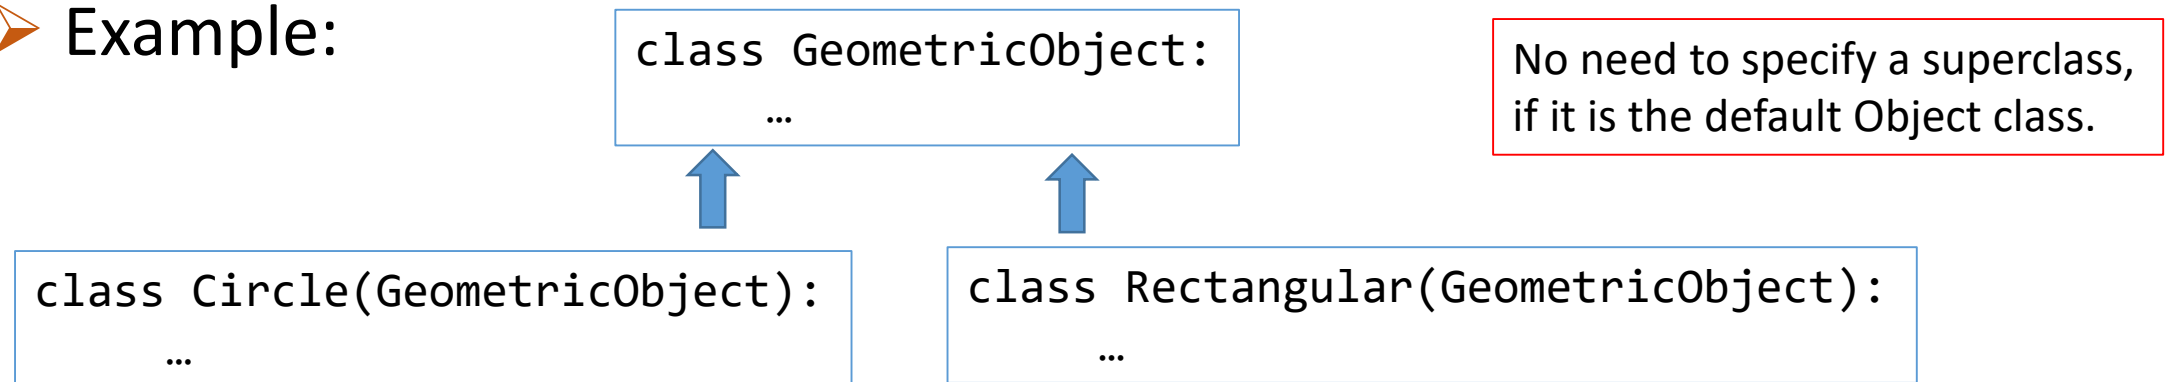 Example:
class GeometricObject:
…
No need to specify a superclass,
if it is the default Object class.
class Circle(GeometricObject):
…
class Rectangular(GeometricObject):
…